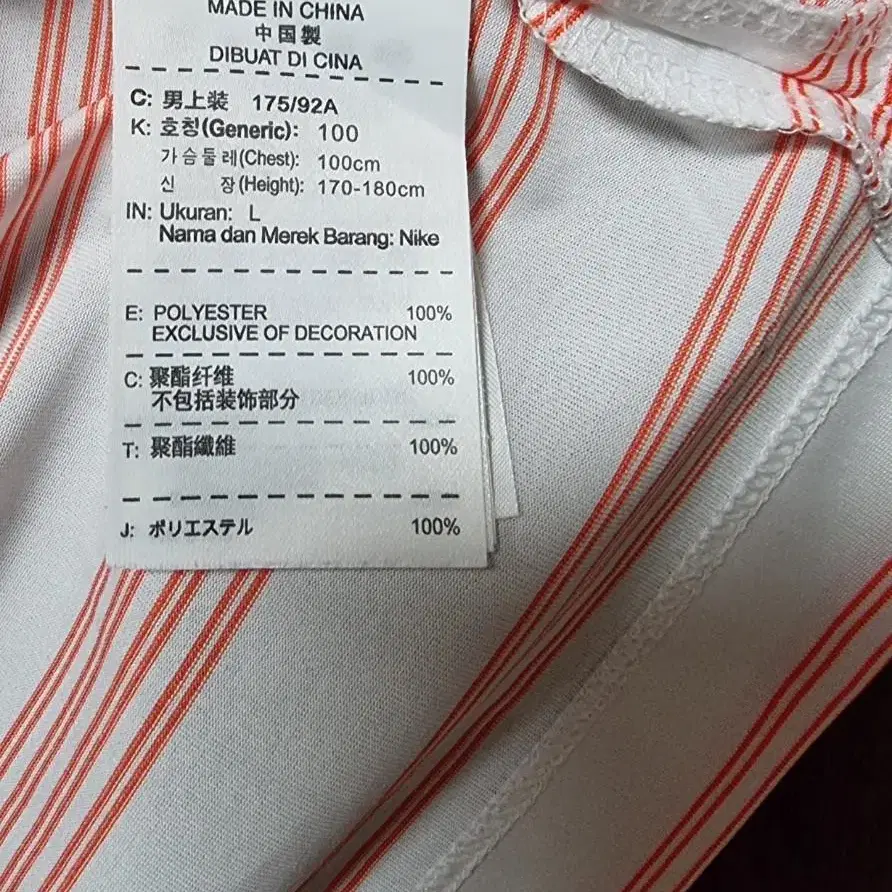 MADE IN CHINA
中国製
DIBUAT DI CINA
C: 男上装 175/92A
K: 호칭(Generic): 100
가슴둘레(Chest): 100cm
신 장(Height): 170-180cm
IN: Ukuran: L
Nama dan Merek Barang: Nike
E: POLYESTER 100%
EXCLUSIVE OF DECORATION
C: 聚酯纤维 100%
不包括装饰部分
T: 聚酯纖維 100%
J: ポリエステル 100%